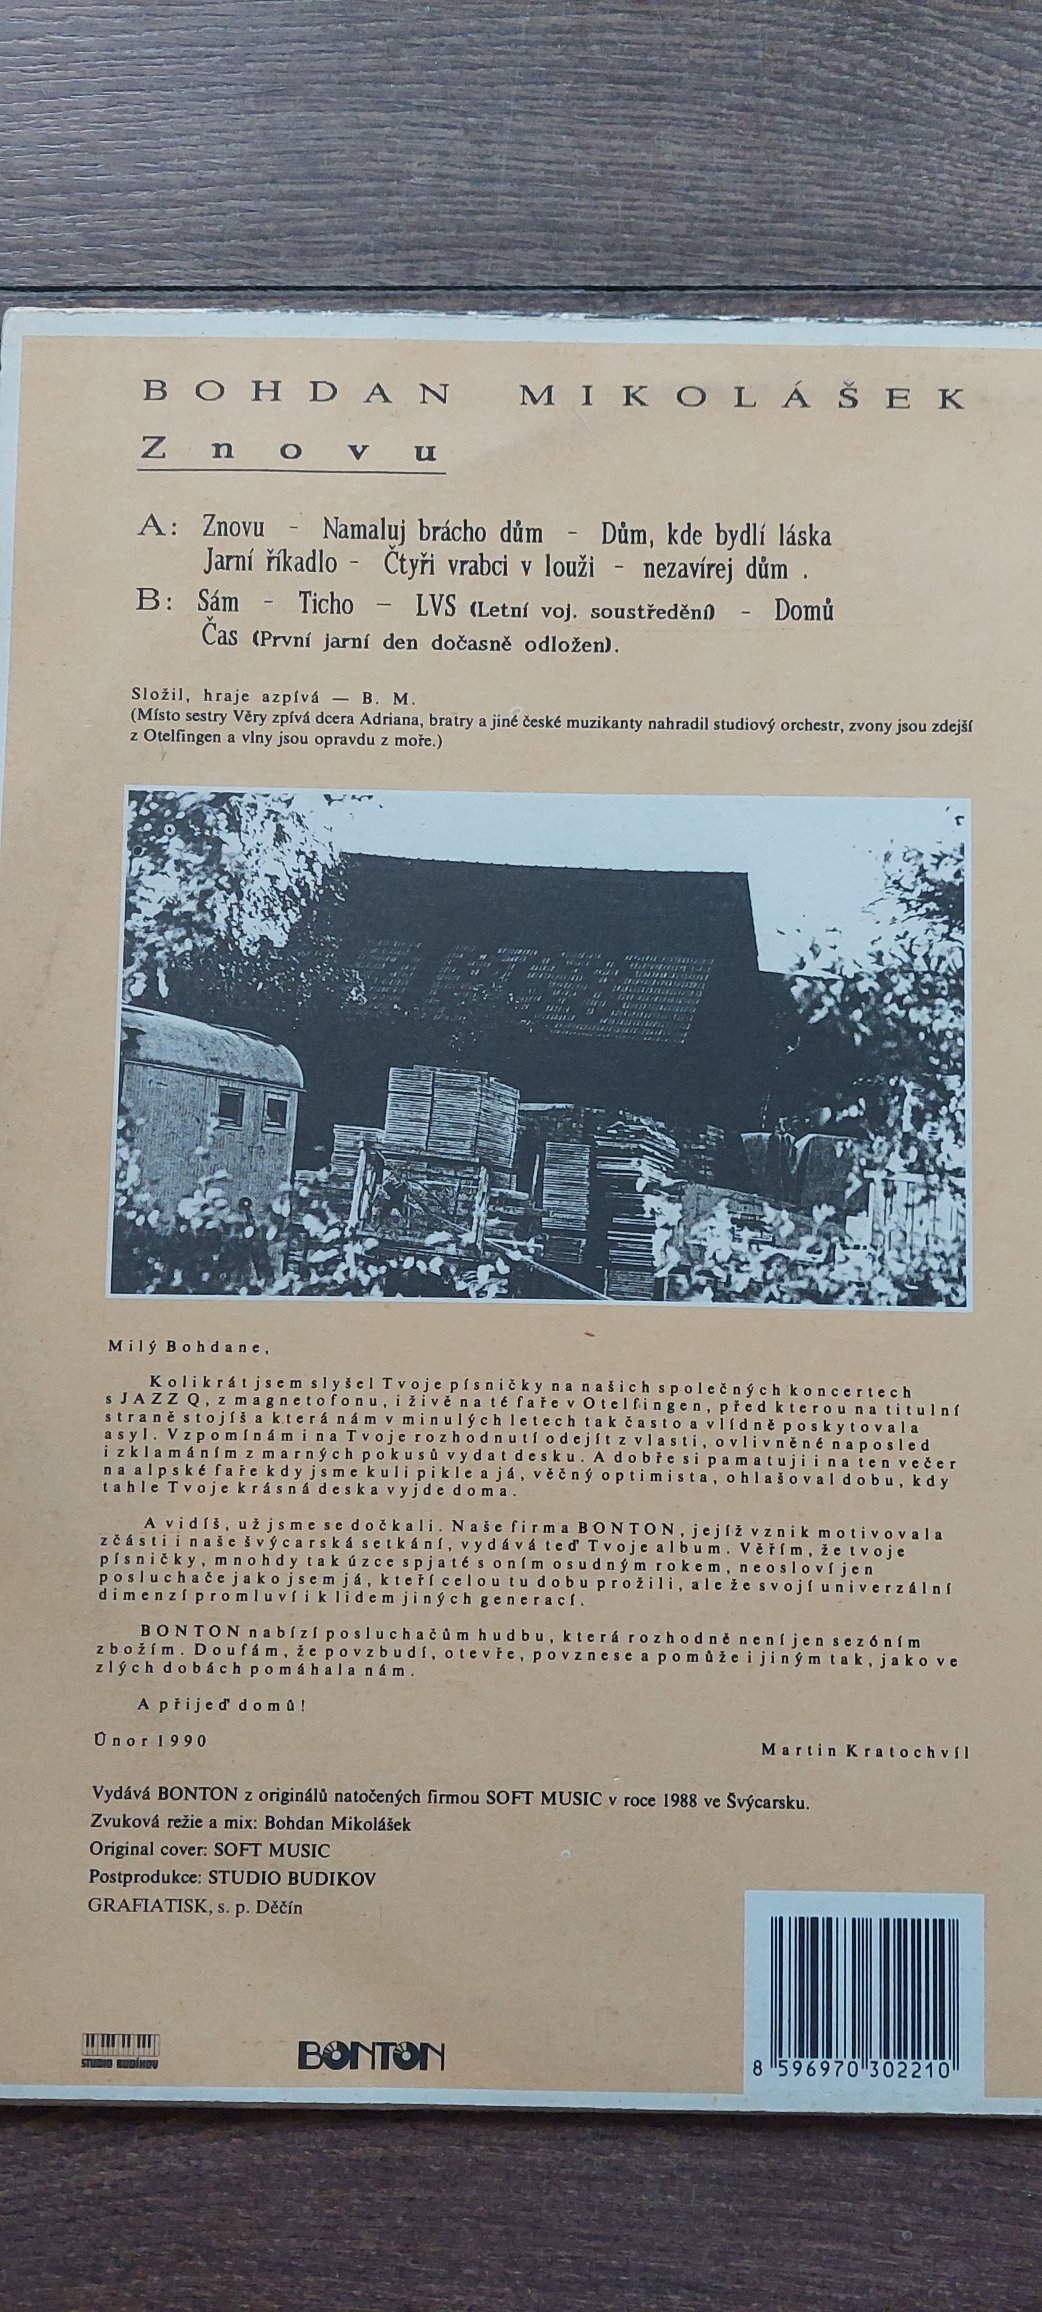 BOHDAN MIKOLÁŠEK
Znovu
A: Znovu - Namaluj brácho dům - Dům, kde bydlí láska
Jarní říkadlo - Čtyři vrabci v louži - nezavírej dům .
B: Sám - Ticho - LVS (Letní voj. soustředění) - Domů
Čas (První jarní den dočasně odložen).
Složil, hraje azpívá — B. M.
(Místo sestry Věry zpívá dcera Adriana, bratry a jiné české muzikanty nahradil studiový orchestr, zvony jsou zdejší
z Otelfingen a vlny jsou opravdu z moře.)
Milý Bohdane,
Kolikrát jsem slyšel Tvoje písničky na našich společných koncertech
s JAZZ Q, z magnetofonu, i živě na té faře v Otelfingen, před kterou na titulní
straně stojíš a která nám v minulých letech tak často a vlídně poskytovala
asyl. Vzpomínám i na Tvoje rozhodnutí odejít z vlasti, ovlivněné naposled
i zklamáním z marných pokusů vydat desku. A dobře si pamatuji i na ten večer
na alpské faře kdy jsme kuli pikle a já, věčný optimista, ohlašoval dobu, kdy
tahle Tvoje krásná deska vyjde doma.
A vidíš, už jsme se dočkali. Naše firma BONTON, jejíž vznik motivovala
zčásti i naše švýcarská setkání, vydává teď Tvoje album. Věřím, že tvoje
písničky, mnohdy tak úzce spjaté s oním osudným rokem, neosloví jen
posluchače jako jsem já, kteří celou tu dobu prožili, ale že svojí univerzální
dimenzí promluví i k lidem jiných generací.
BONTON nabízí posluchačům hudbu, která rozhodně není jen sezóním
zbožím. Doufám, že povzbudí, otevře, povznese a pomůže i jiným tak, jako ve
zlých dobách pomáhala nám.
A přijeď domů!
Únor 1990
Martin Kratochvíl
Vydává BONTON z originálů natočených firmou SOFT MUSIC v roce 1988 ve Švýcarsku.
Zvuková režie a mix: Bohdan Mikolášek
Original cover: SOFT MUSIC
Postprodukce: STUDIO BUDIKOV
GRAFIATISK, s. p. Děčín
STUDIO BUDÍKOV
BONTON
8 596970 302210